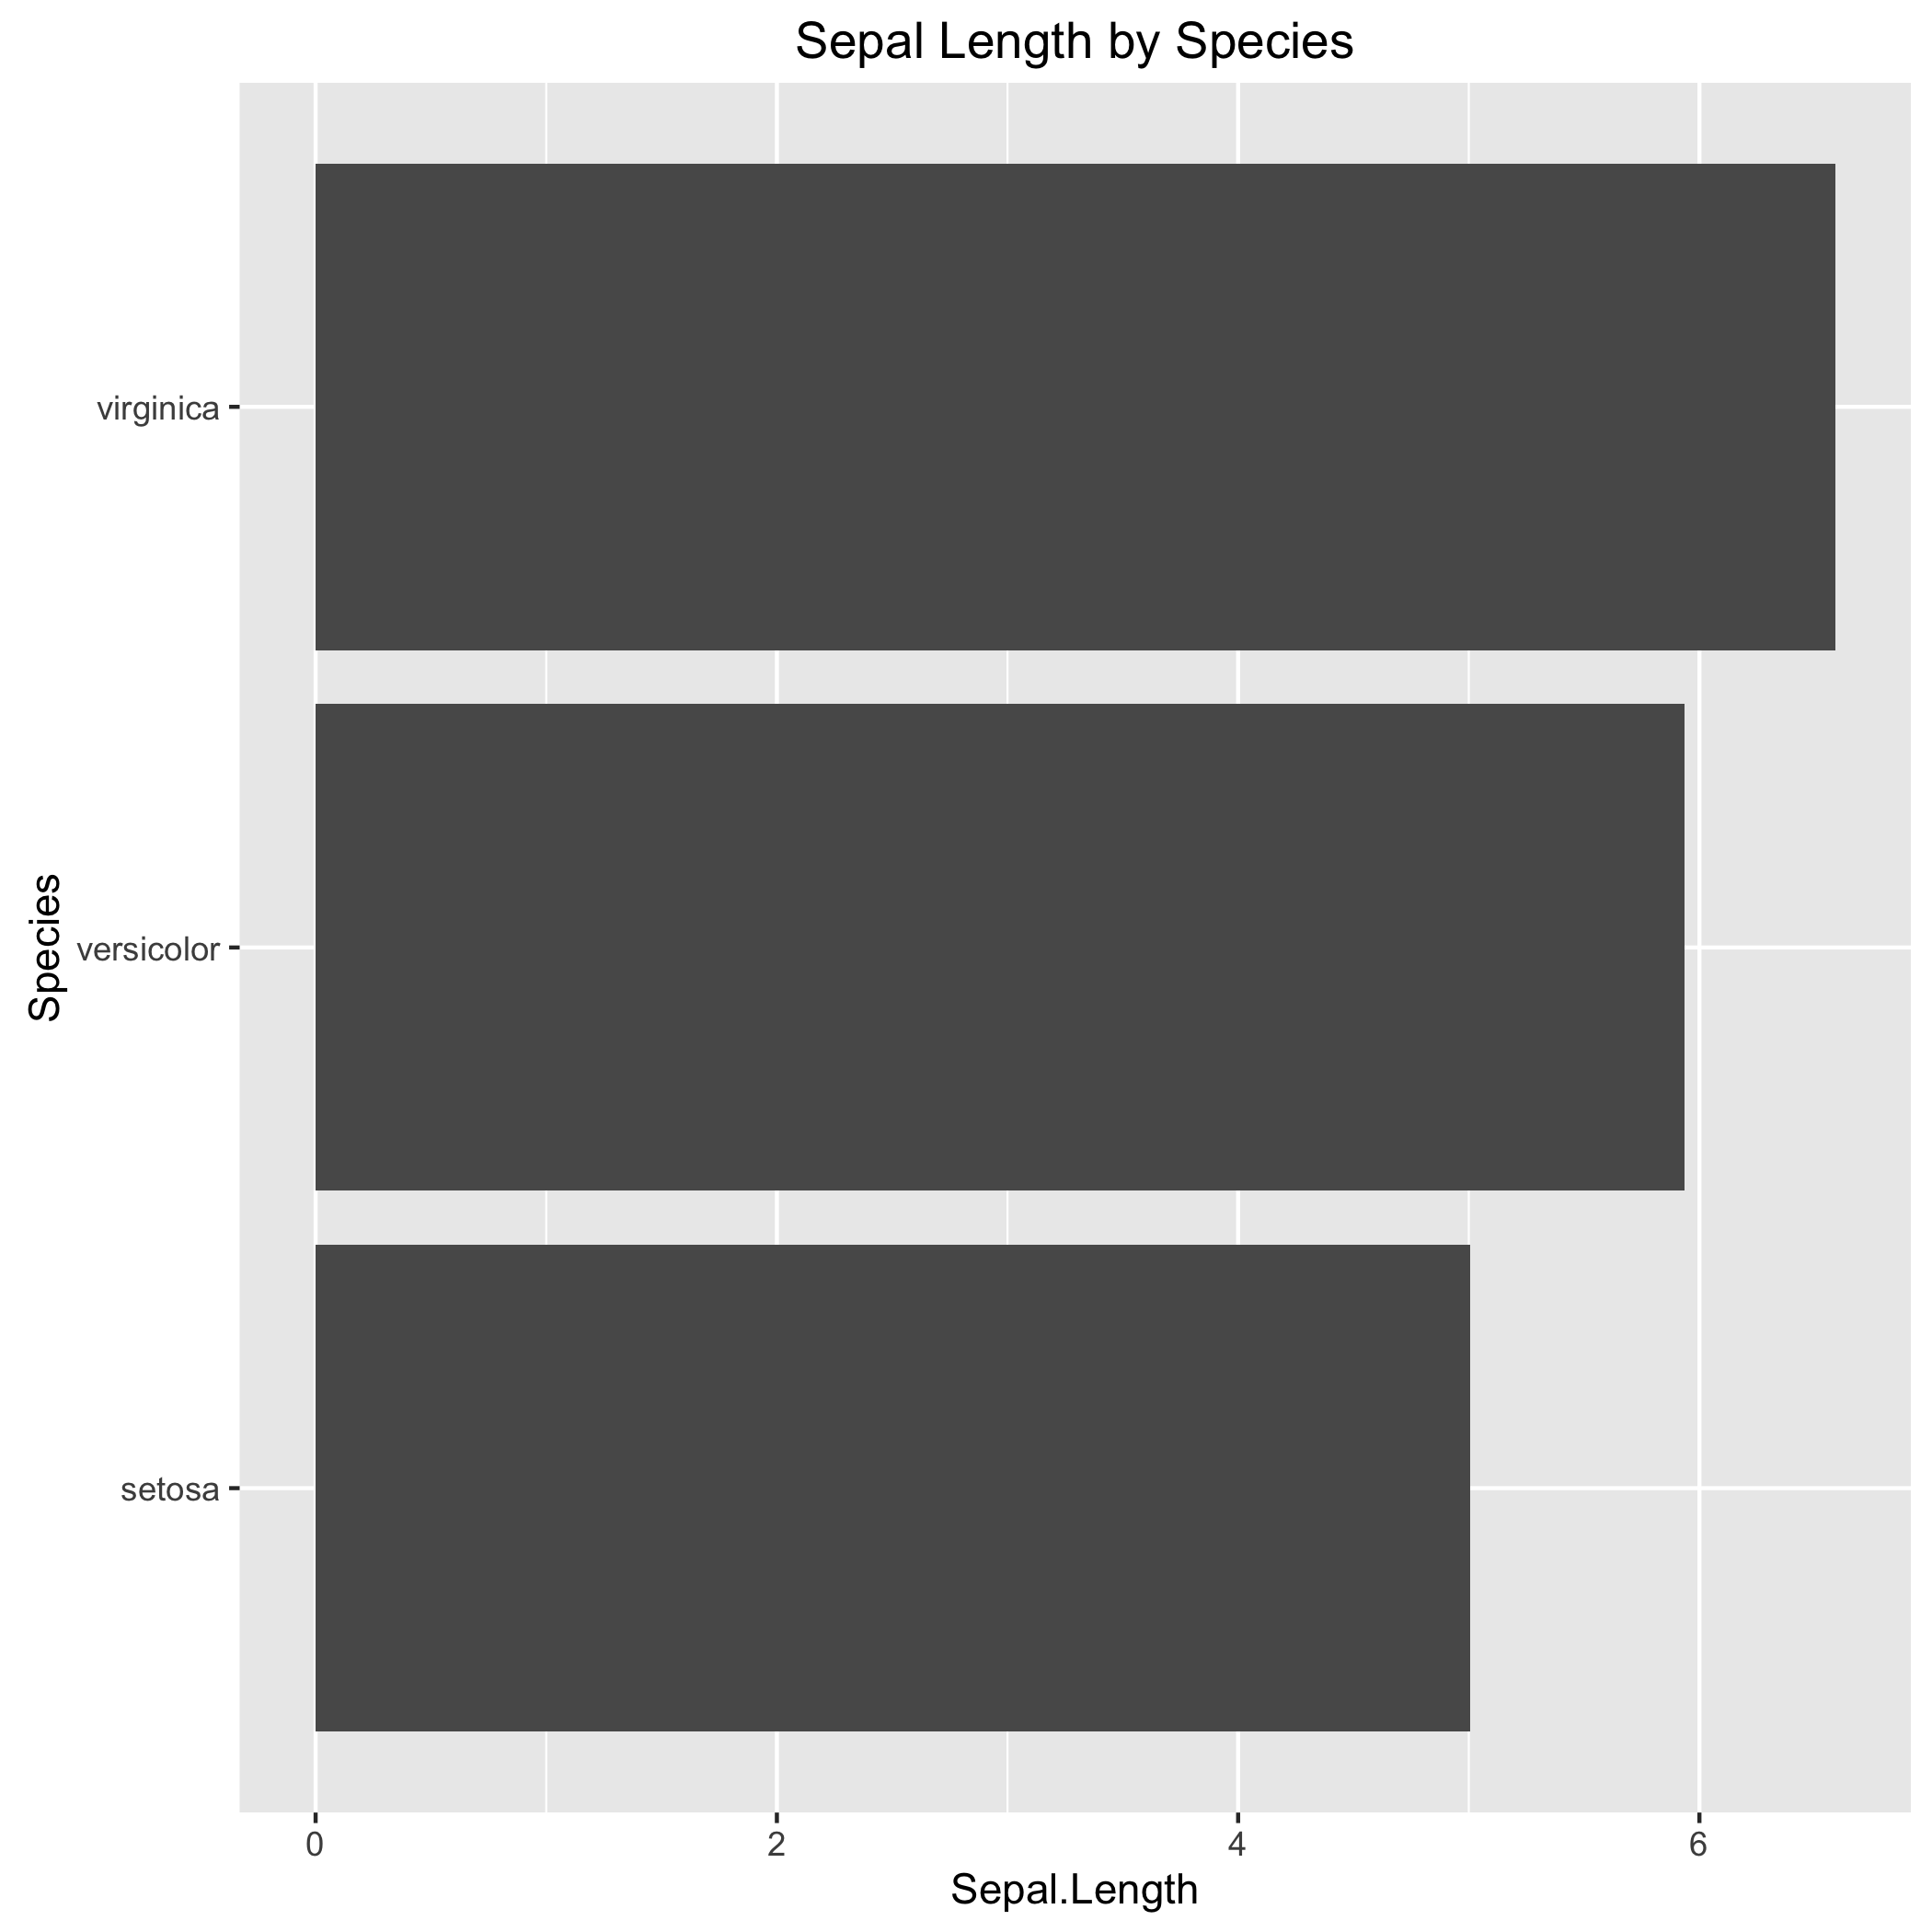 Sepal Length by Species
virginica
versicolor
setosa
Species
0 2 4 6
Sepal.Length